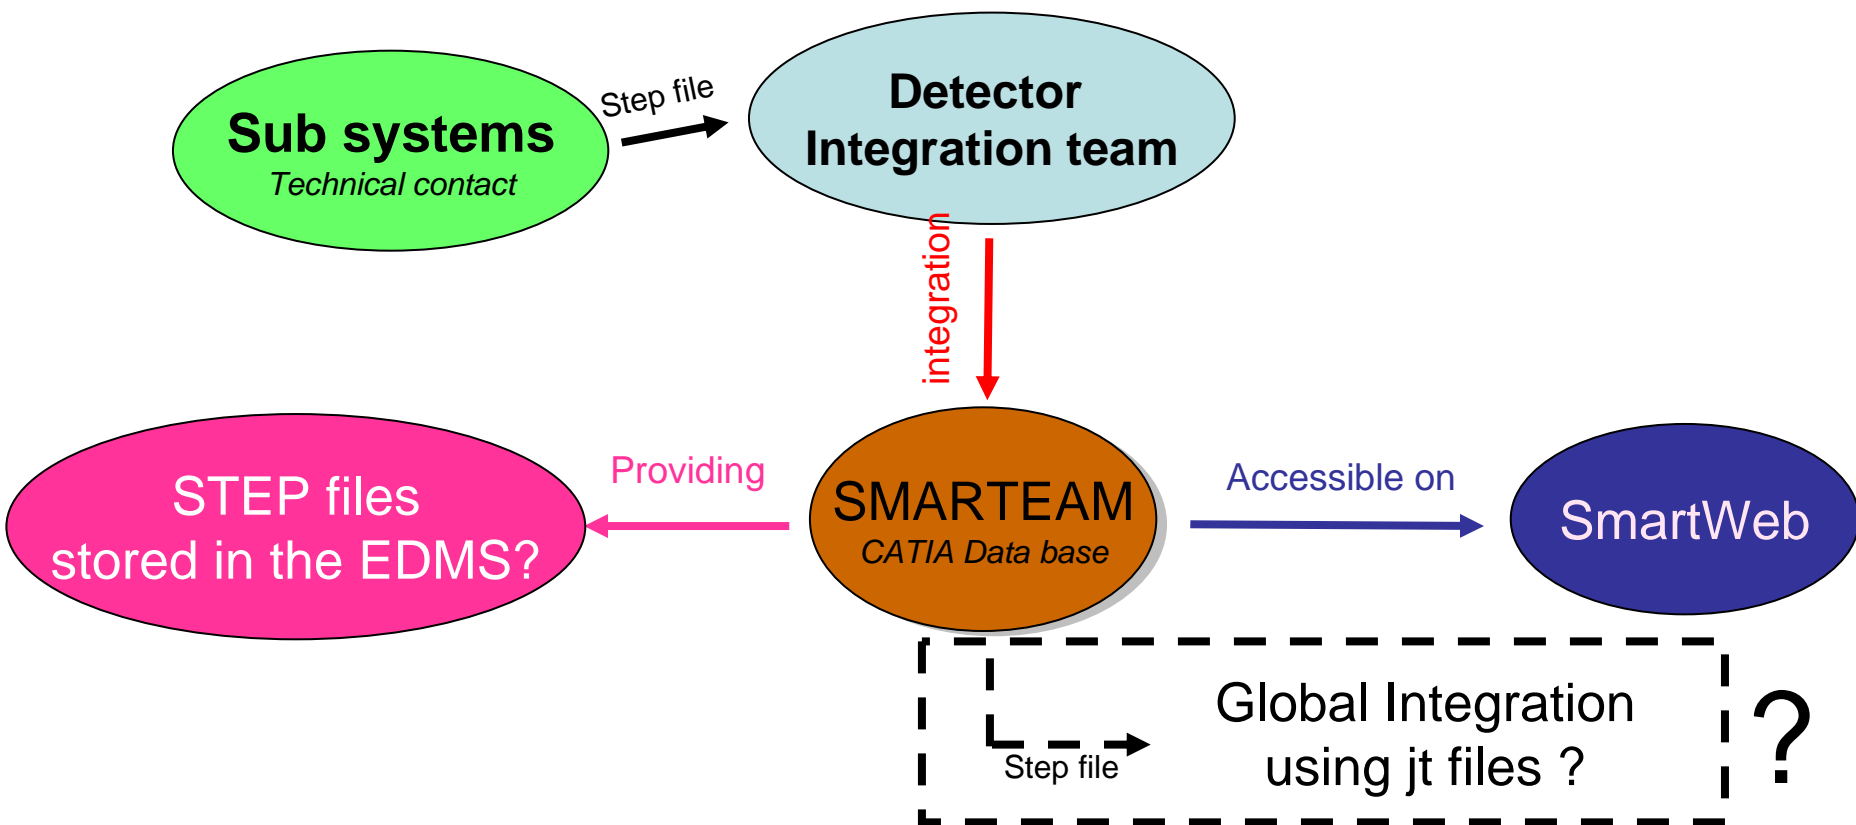 Sub systems
Technical contact
Step file
Detector
Integration team
integration
STEP files
stored in the EDMS?
Providing
SMARTEAM
CATIA Data base
Accessible on
SmartWeb
Step file
Global Integration
using jt files ?
?